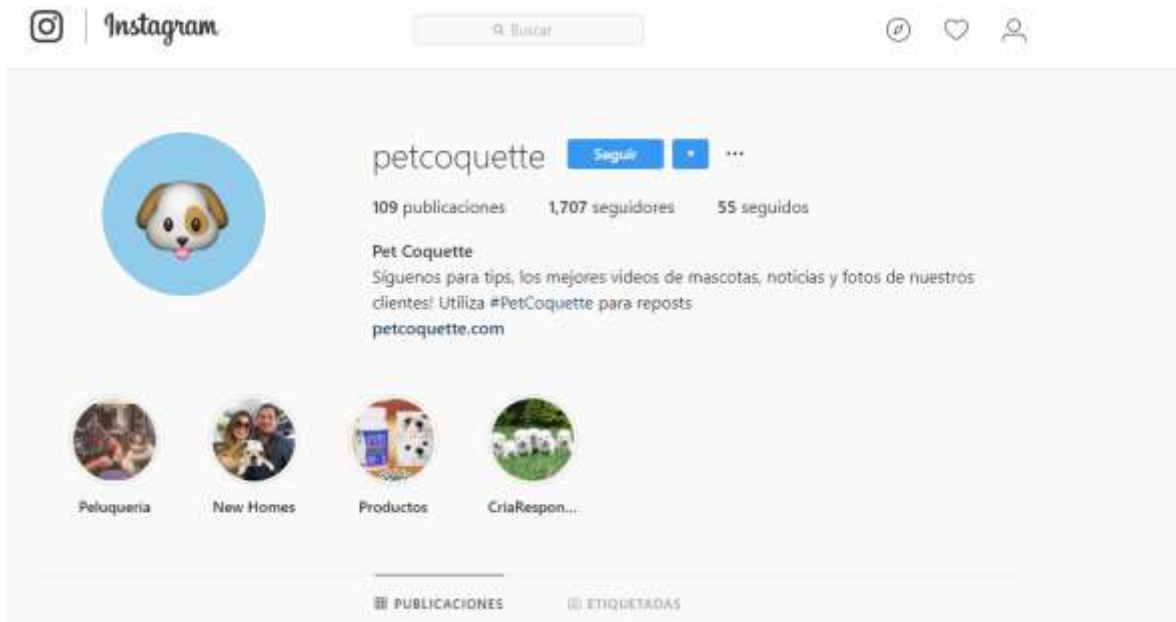 Instagram
Buscar
petcoquette Seguir
109 publicaciones 1,707 seguidores 55 seguidos
Pet Coquette
Síguenos para tips, los mejores videos de mascotas, noticias y fotos de nuestros
clientes! Utiliza #PetCoquette para reposts
petcoquette.com
Peluqueria New Homes Productos CriaRespon...
PUBLICACIONES ETIQUETADAS